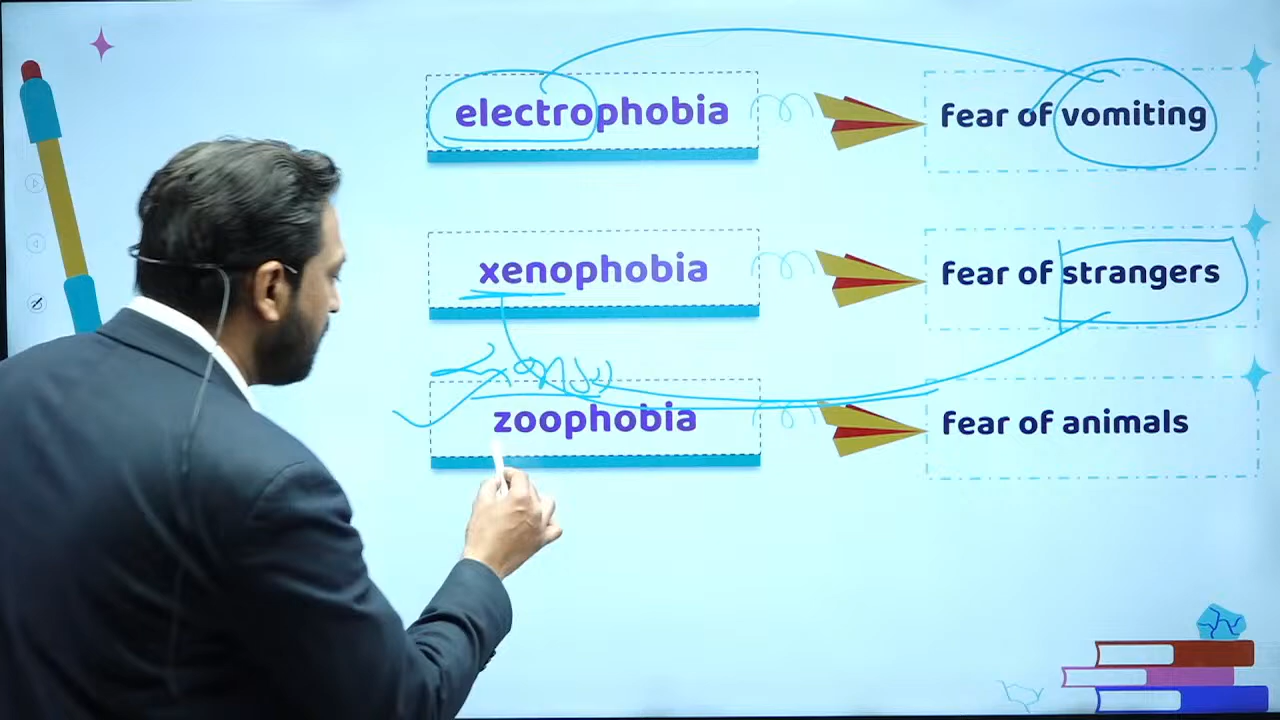 electrophobia fear of vomiting
xenophobia fear of strangers
zoophobia fear of animals